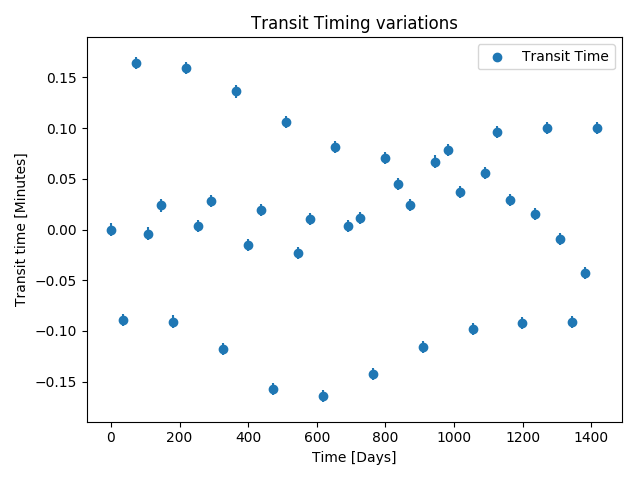 Transit Timing variations
Transit Time
Transit time [Minutes]
0.15
0.10
0.05
0.00
−0.05
−0.10
−0.15
0 200 400 600 800 1000 1200 1400
Time [Days]